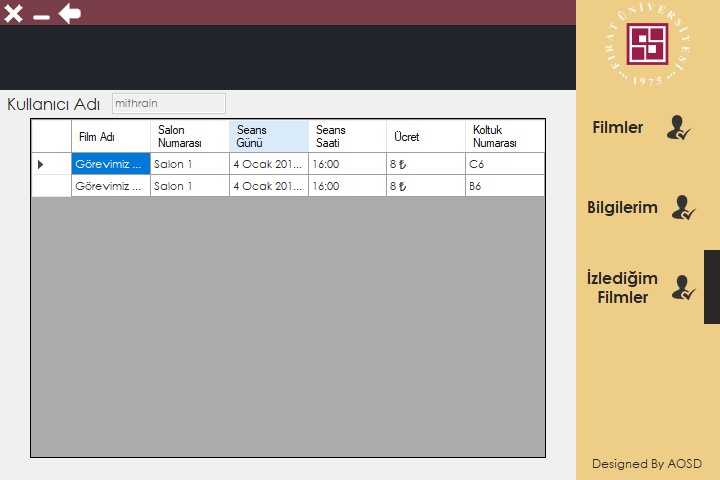 Kullanıcı Adı mithrain
Film Adı Salon Numarası Seans Günü Seans Saati Ücret Koltuk Numarası
Görevimiz ... Salon 1 4 Ocak 201... 16:00 8 ₺ C6
Görevimiz ... Salon 1 4 Ocak 201... 16:00 8 ₺ B6
FIRAT ÜNİVERSİTESİ
1975
Filmler
Bilgilerim
İzlediğim
Filmler
Designed By AOSD